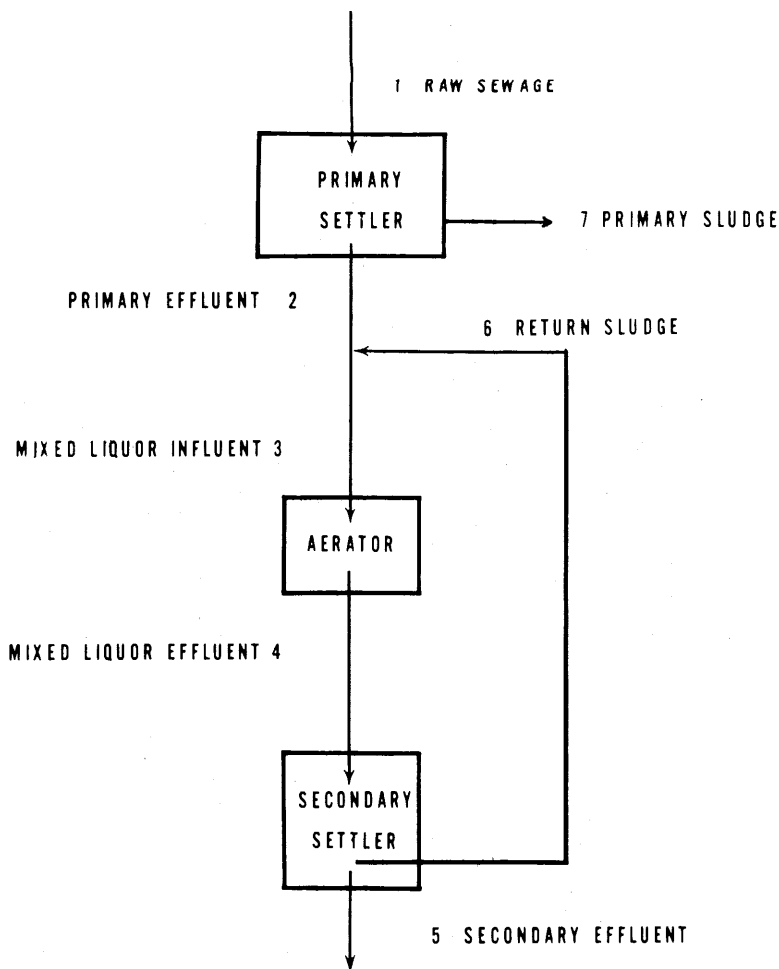 1 RAW SEWAGE
PRIMARY
SETTLER
7 PRIMARY SLUDGE
PRIMARY EFFLUENT 2
6 RETURN SLUDGE
MIXED LIQUOR INFLUENT 3
AERATOR
MIXED LIQUOR EFFLUENT 4
SECONDARY
SETTLER
5 SECONDARY EFFLUENT